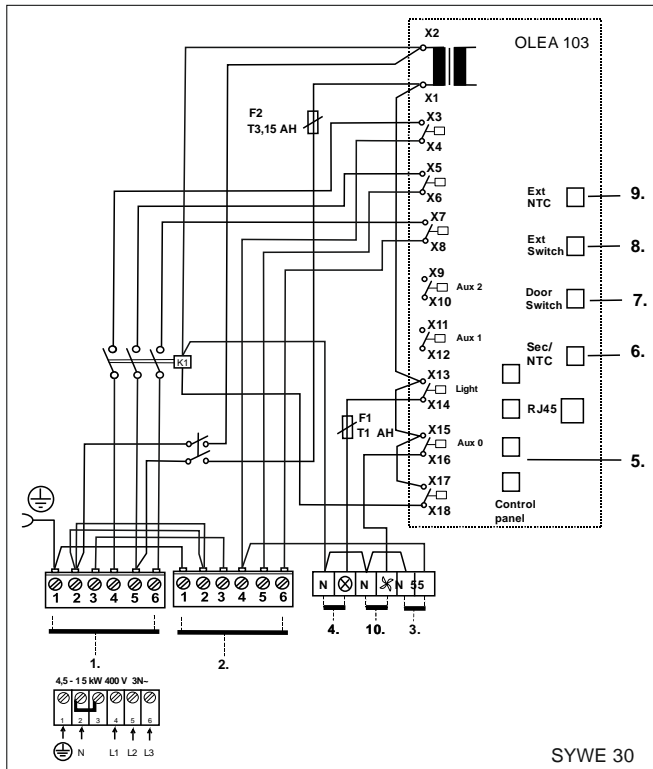 X2
OLEA 103
X1
F2
T3,15 AH
X3
X4
X5
X6
Ext
NTC
9.
X7
X8
Ext
Switch
8.
X9
Aux 2
X10
Door
Switch
7.
X11
Aux 1
X12
Sec/
NTC
6.
K1
X13
Light
X14
RJ45
F1
T1 AH
X15
Aux 0
X16
5.
X17
X18
Control
panel
1 2 3 4 5 6
1 2 3 4 5 6
N N N 55
1.
2.
4. 10. 3.
4,5 - 15 kW 400 V 3N~
1 2 3 4 5 6
N L1 L2 L3
SYWE 30